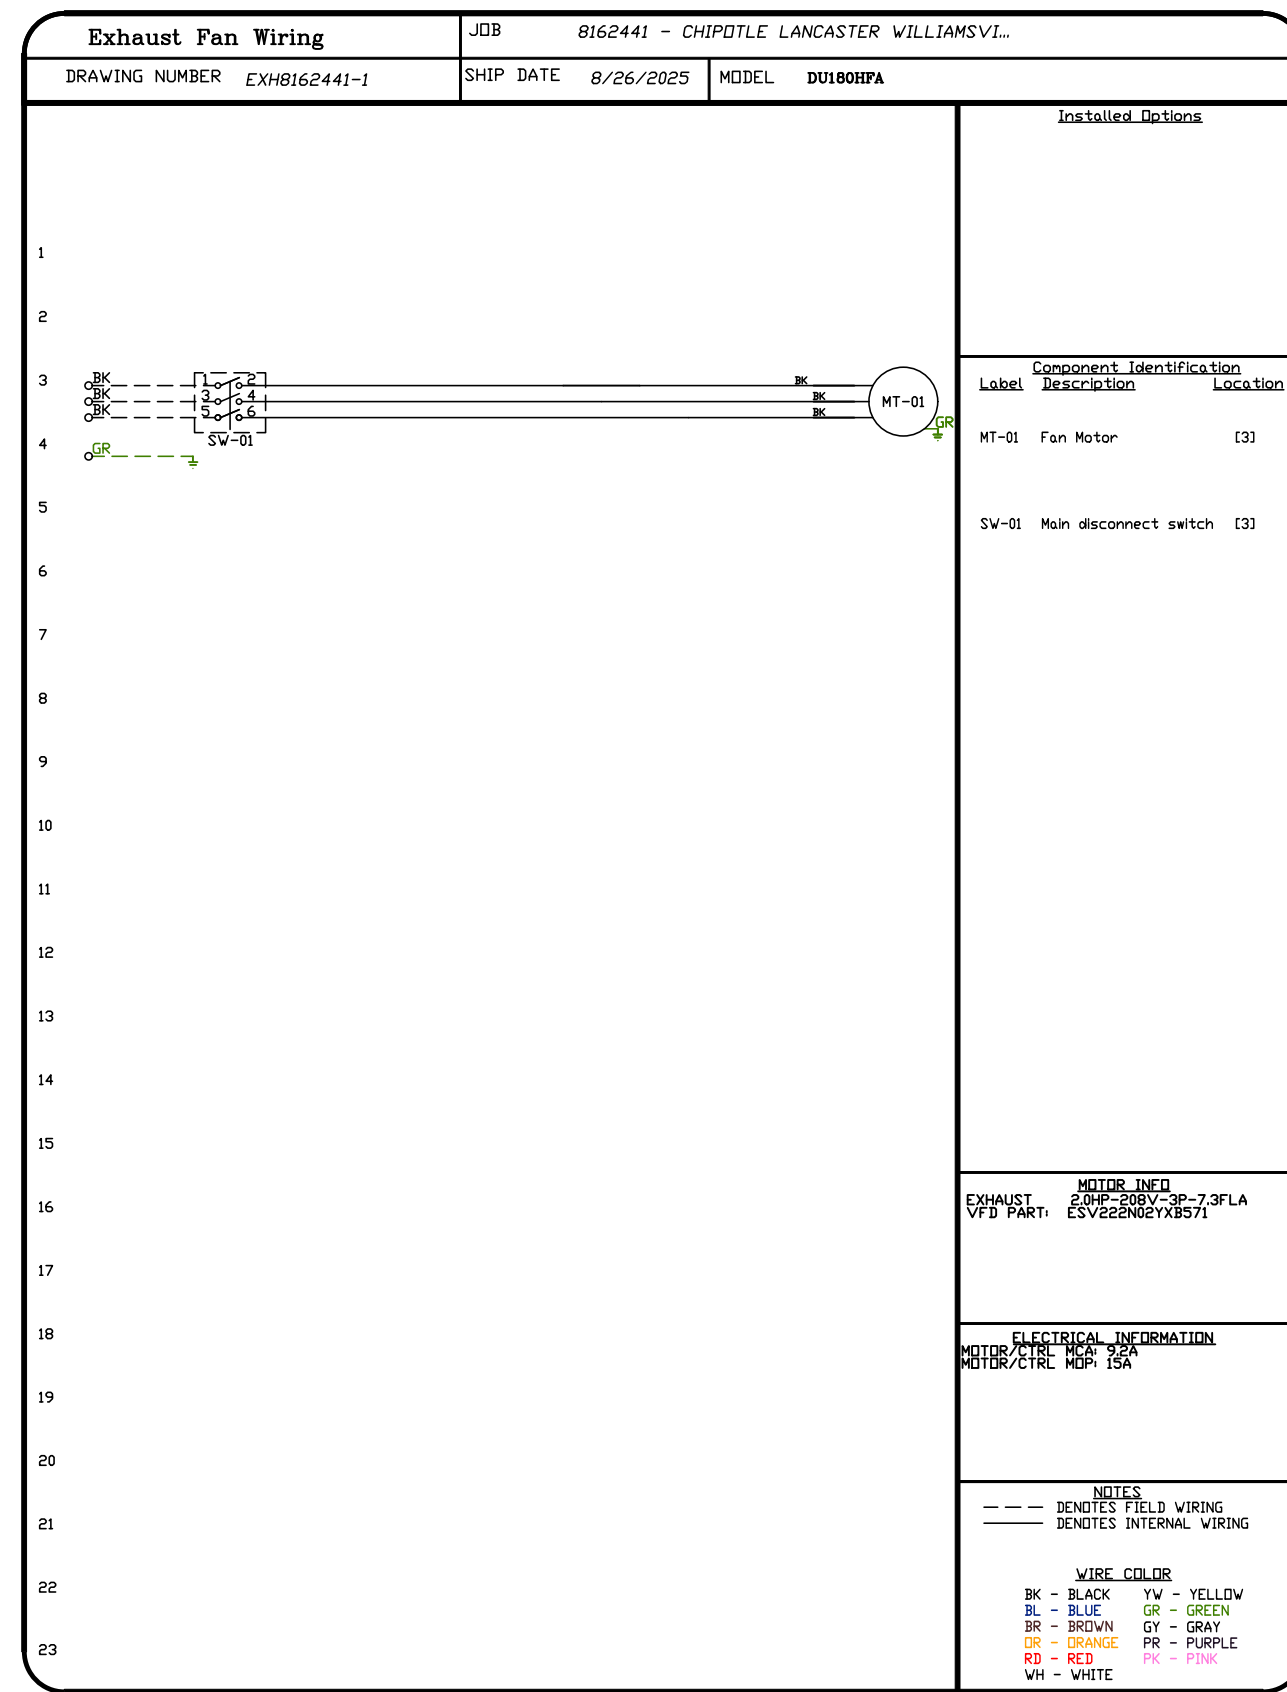 Exhaust Fan Wiring
JOB 8162441 - CHIPOTLE LANCASTER WILLIAMSVI...
DRAWING NUMBER EXH8162441-1
SHIP DATE 8/26/2025
MODEL DU180HFA
Installed Options
1
2
3
BK 1 2 BK
BK 3 4 BK
BK 5 6 BK
MT-01
GR
SW-01
4
GR
5
6
7
8
9
10
11
12
13
14
15
16
17
18
19
20
21
22
23
Component Identification
Label Description Location
MT-01 Fan Motor [3]
SW-01 Main disconnect switch [3]
MOTOR INFO
EXHAUST 2.0HP-208V-3P-7.3FLA
VFD PART: ESV222N02YXB571
ELECTRICAL INFORMATION
MOTOR/CTRL MCA: 9.2A
MOTOR/CTRL MOP: 15A
NOTES
DENOTES FIELD WIRING
DENOTES INTERNAL WIRING
WIRE COLOR
BK - BLACK YW - YELLOW
BL - BLUE GR - GREEN
BR - BROWN GY - GRAY
OR - ORANGE PR - PURPLE
RD - RED PK - PINK
WH - WHITE